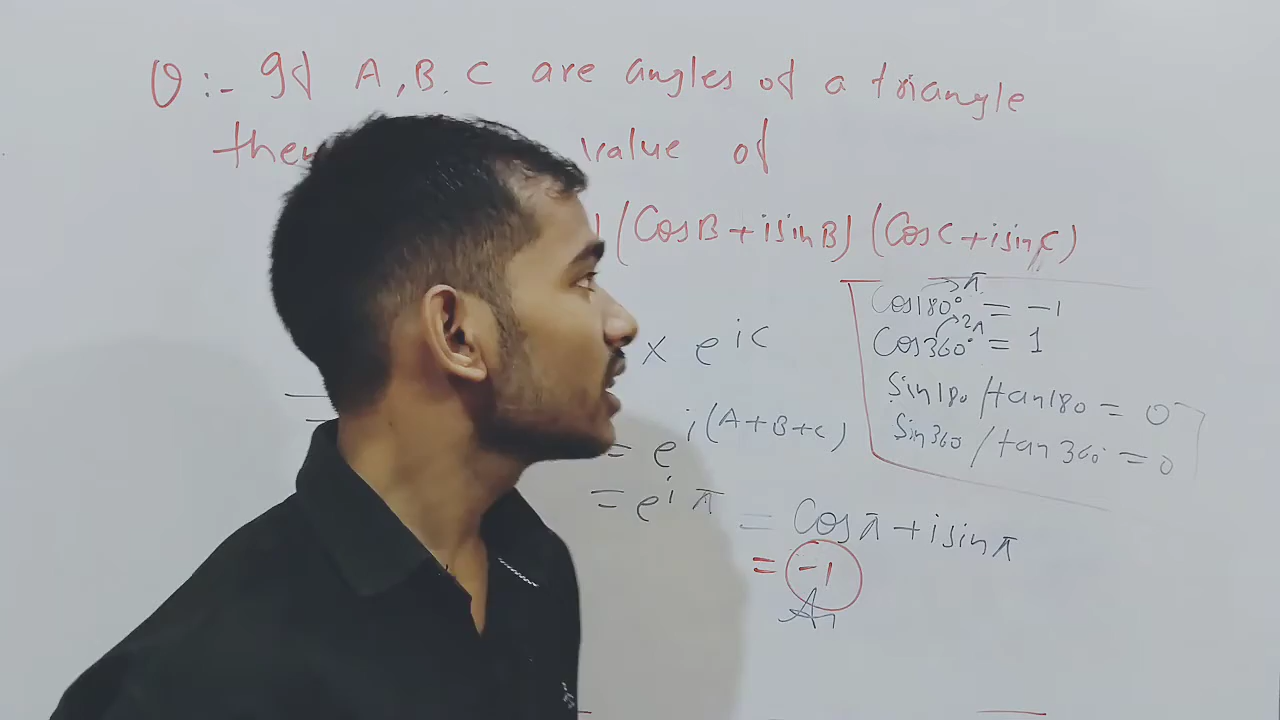 Q :- If A, B, C are angles of a triangle
then value of
(CosB + isinB) (CosC + isinC)
Cos180° = -1
π
Cos360° = 1
2π
Sin180 / tan180 = 0
Sin360 / tan360° = 0
x e^ic
= e^i(A+B+C)
= e^iπ = Cosπ + isinπ
= -1